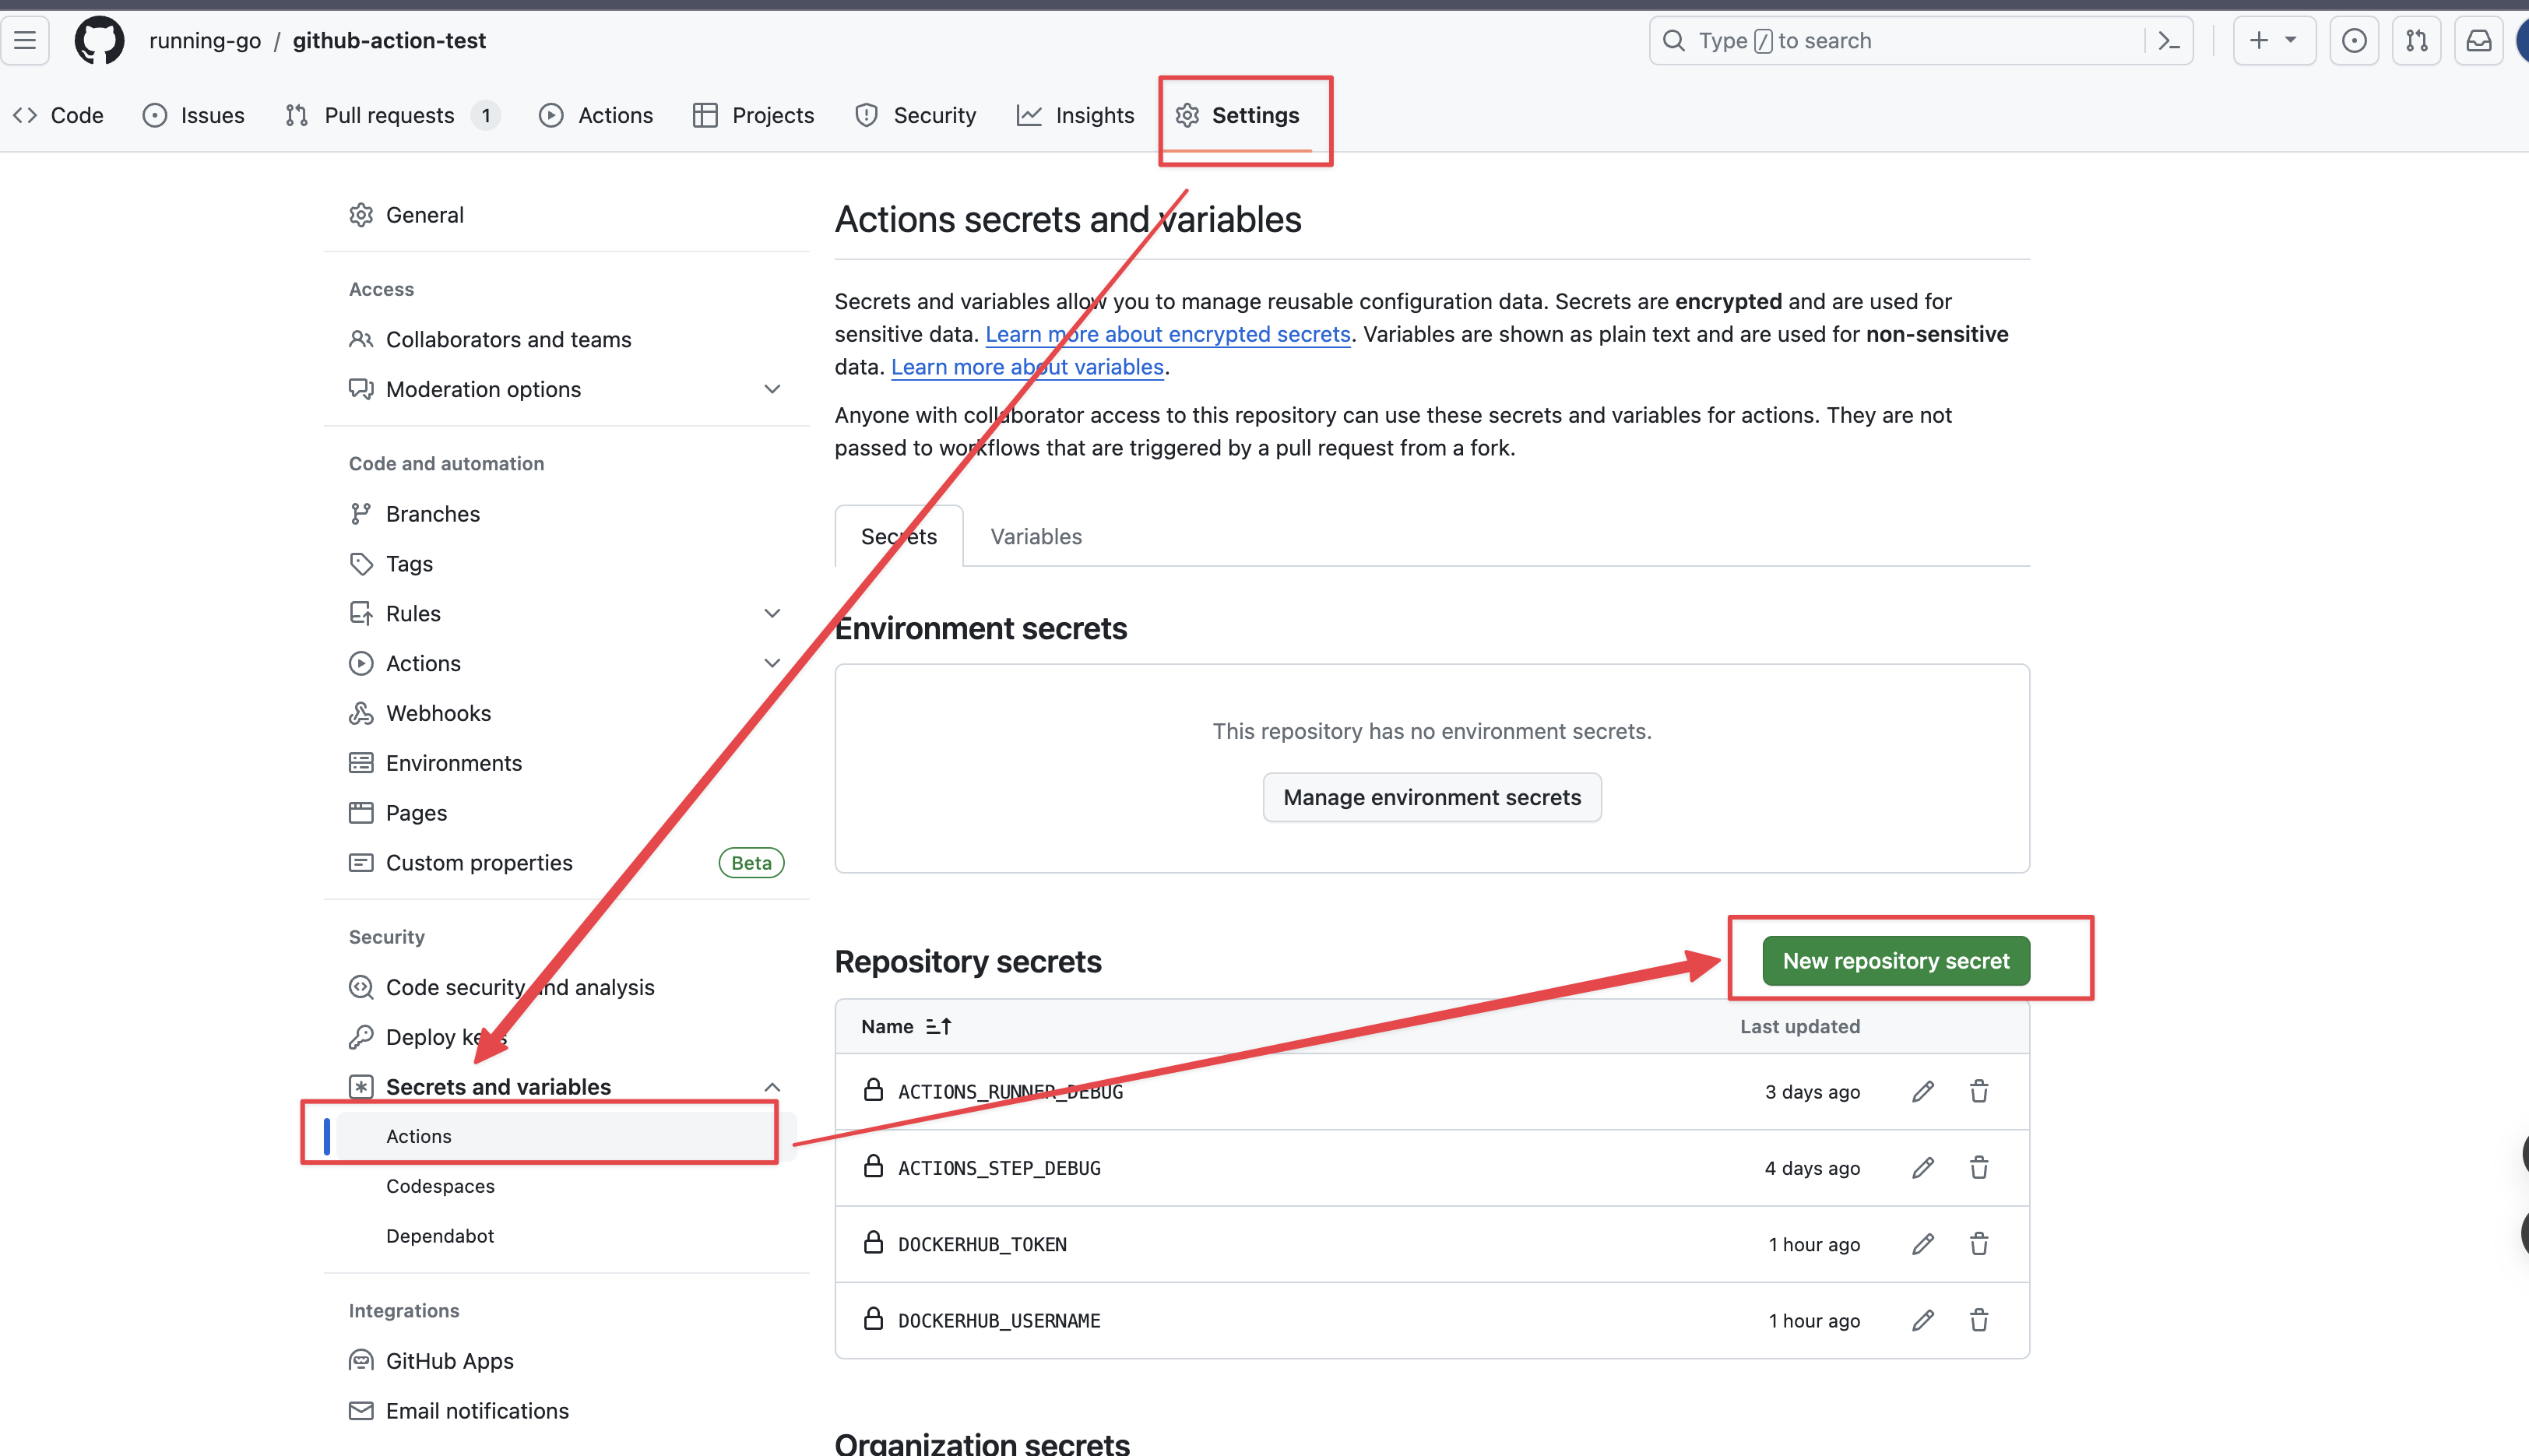 running-go / github-action-test
Type / to search
Code
Issues
Pull requests 1
Actions
Projects
Security
Insights
Settings
General
Access
Collaborators and teams
Moderation options
Code and automation
Branches
Tags
Rules
Actions
Webhooks
Environments
Pages
Custom properties Beta
Security
Code security and analysis
Deploy keys
Secrets and variables
Actions
Codespaces
Dependabot
Integrations
GitHub Apps
Email notifications
Actions secrets and variables
Secrets and variables allow you to manage reusable configuration data. Secrets are encrypted and are used for
sensitive data. Learn more about encrypted secrets. Variables are shown as plain text and are used for non-sensitive
data. Learn more about variables.
Anyone with collaborator access to this repository can use these secrets and variables for actions. They are not
passed to workflows that are triggered by a pull request from a fork.
Secrets Variables
Environment secrets
This repository has no environment secrets.
Manage environment secrets
Repository secrets
New repository secret
Name Last updated
ACTIONS_RUNNER_DEBUG 3 days ago
ACTIONS_STEP_DEBUG 4 days ago
DOCKERHUB_TOKEN 1 hour ago
DOCKERHUB_USERNAME 1 hour ago
Organization secrets